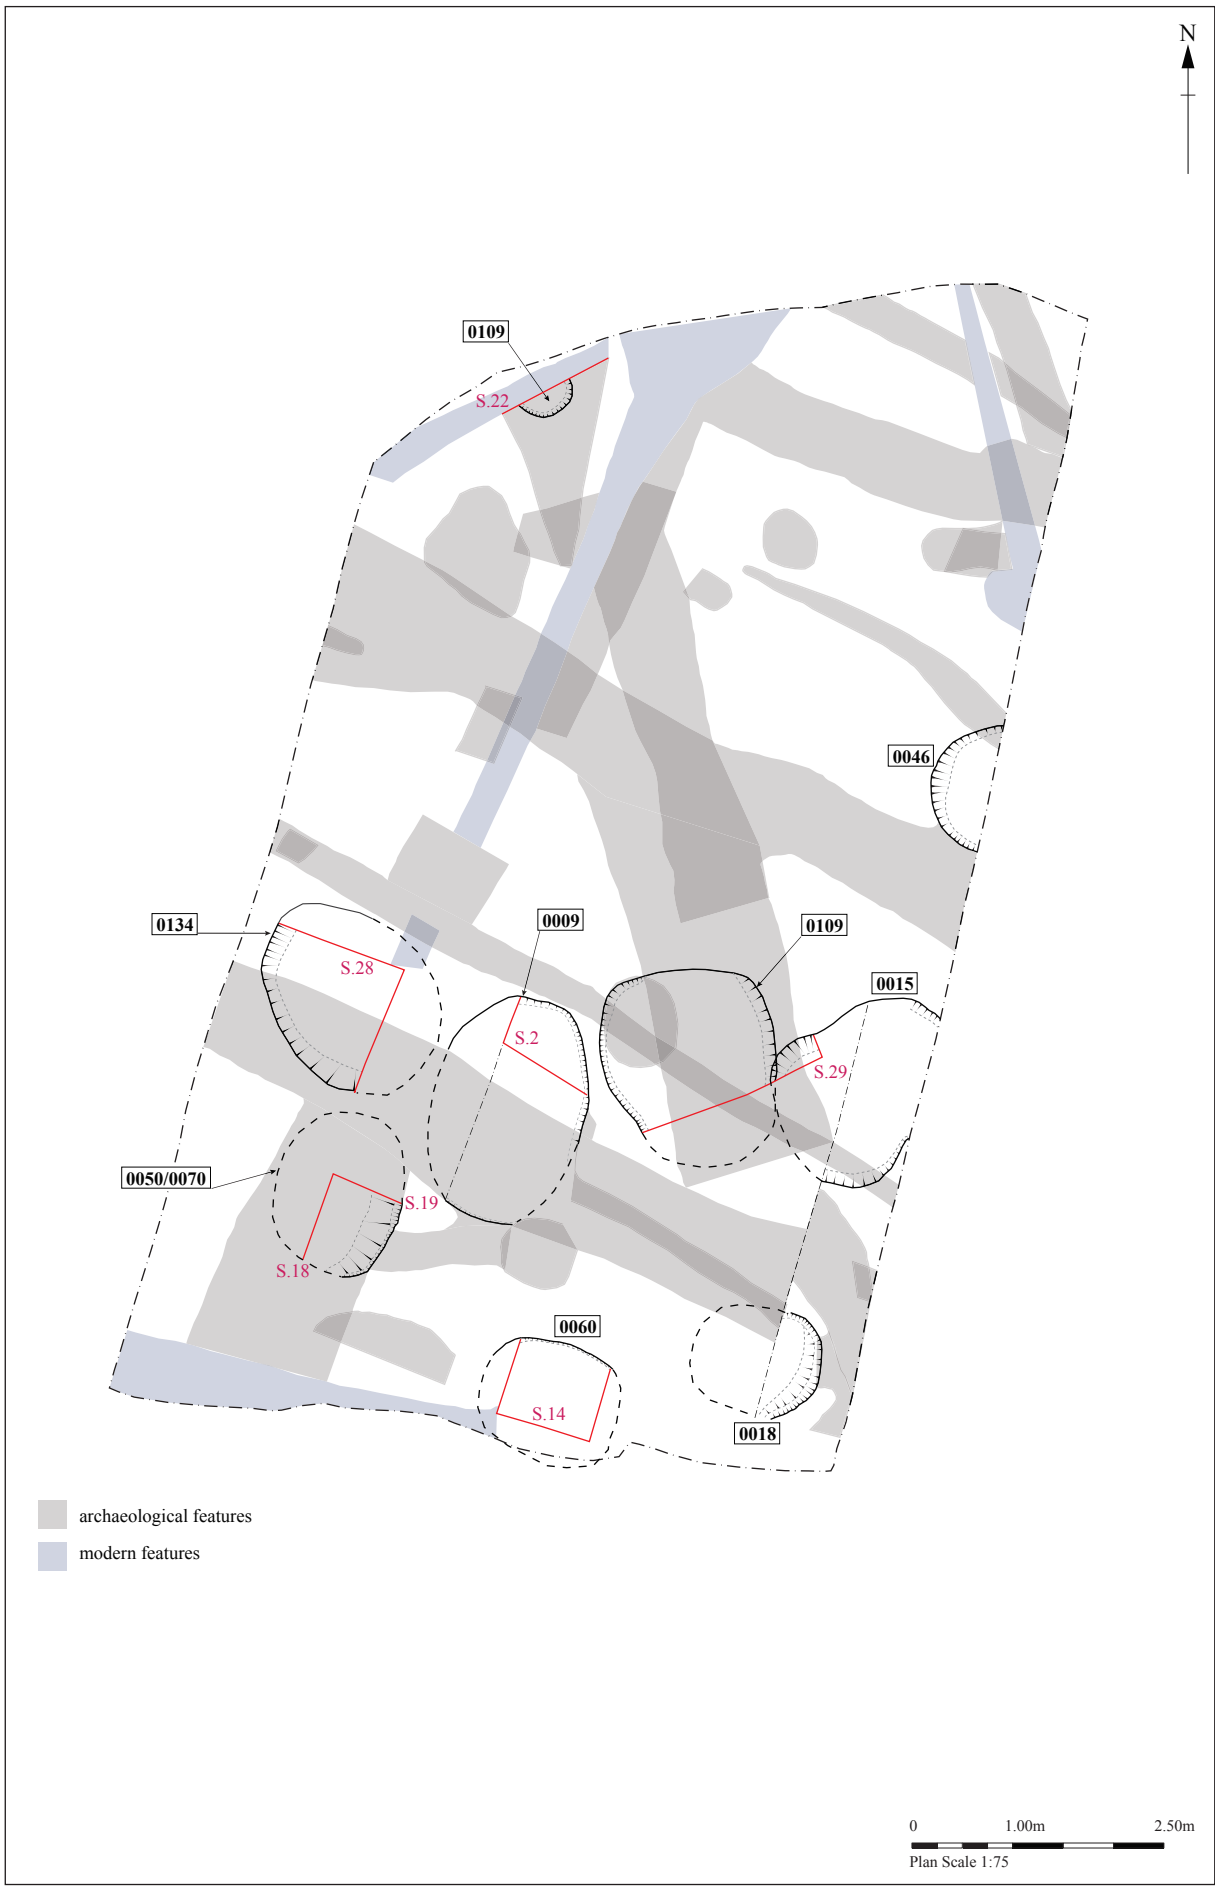 N
0109
S.22
0046
0134
0009
0109
S.28
0015
S.2
S.29
0050/0070
S.19
S.18
0060
S.14
0018
archaeological features
modern features
0 1.00m 2.50m
Plan Scale 1:75